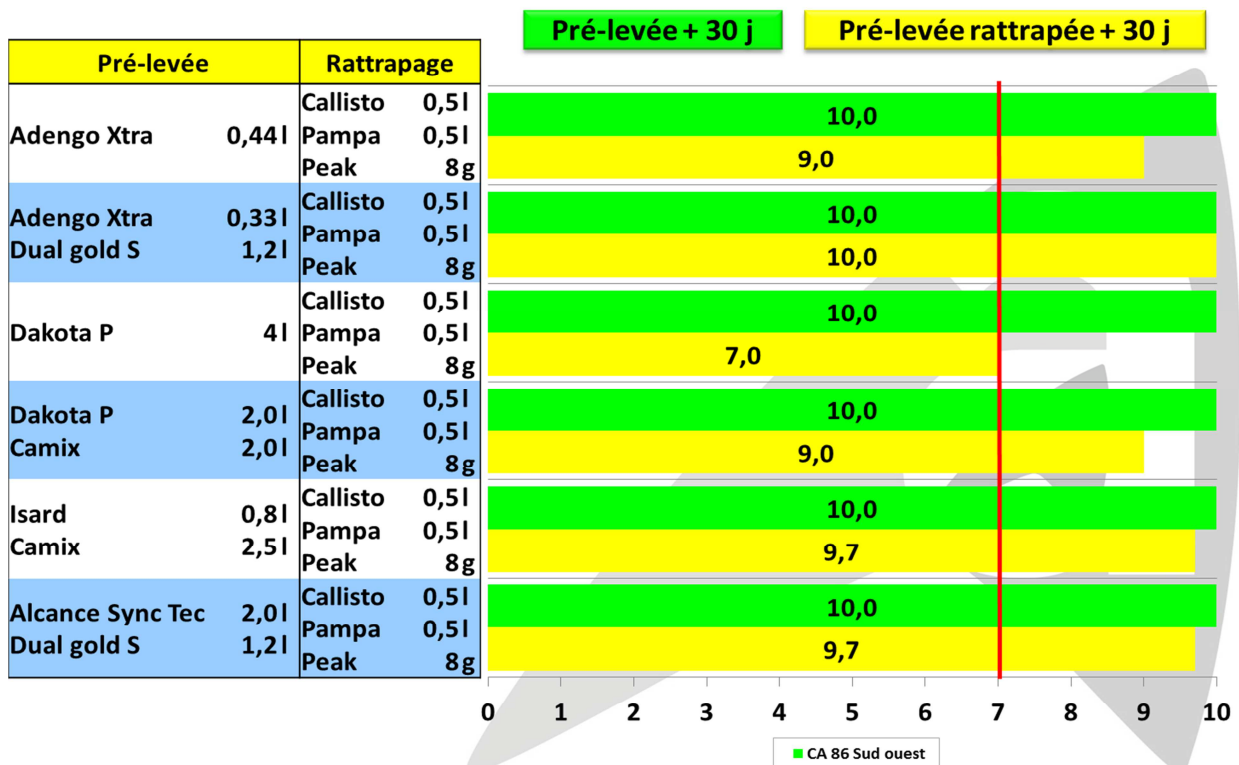 Pré-levée + 30 j
Pré-levée rattrapée + 30 j
Pré-levée Rattrapage
Adengo Xtra 0,44l
Callisto 0,5l
Pampa 0,5l
Peak 8g
10,0
9,0
Adengo Xtra 0,33l
Dual gold S 1,2l
Callisto 0,5l
Pampa 0,5l
Peak 8g
10,0
10,0
Dakota P 4l
Callisto 0,5l
Pampa 0,5l
Peak 8g
10,0
7,0
Dakota P 2,0l
Camix 2,0l
Callisto 0,5l
Pampa 0,5l
Peak 8g
10,0
9,0
Isard 0,8l
Camix 2,5l
Callisto 0,5l
Pampa 0,5l
Peak 8g
10,0
9,7
Alcance Sync Tec 2,0l
Dual gold S 1,2l
Callisto 0,5l
Pampa 0,5l
Peak 8g
10,0
9,7
0 1 2 3 4 5 6 7 8 9 10
CA 86 Sud ouest